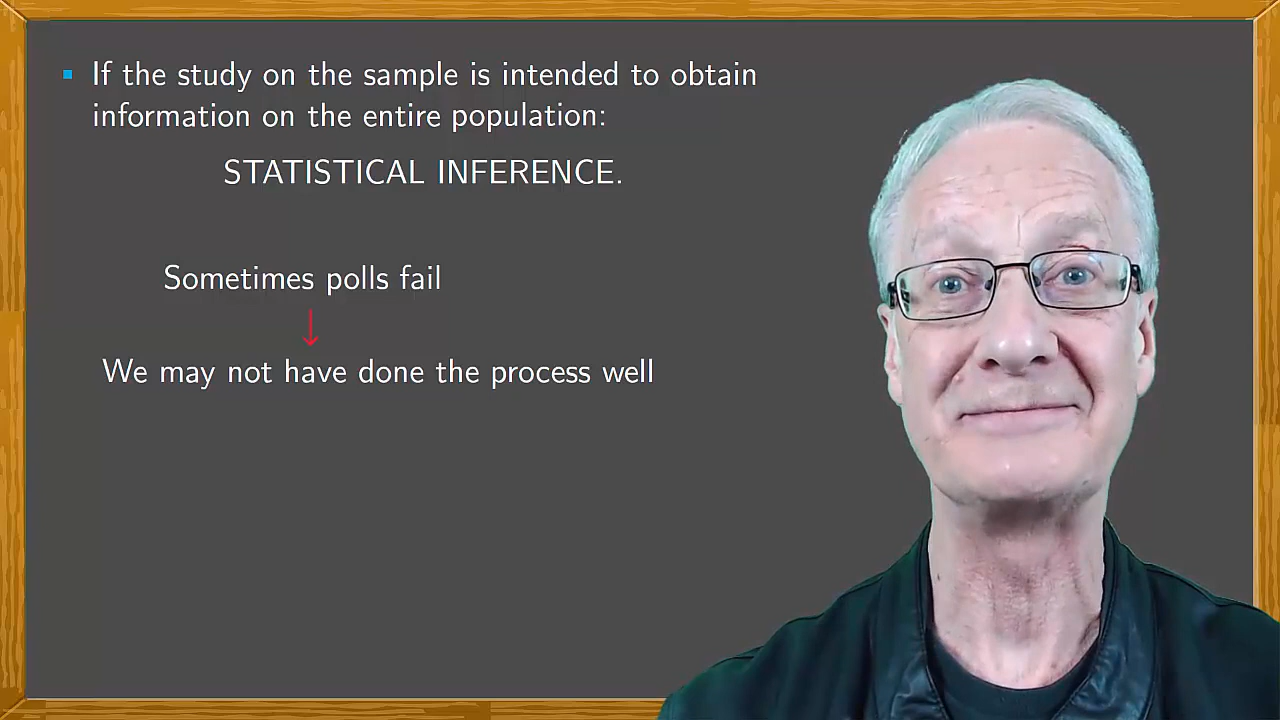 ▪ If the study on the sample is intended to obtain
information on the entire population:
STATISTICAL INFERENCE.
Sometimes polls fail
↓
We may not have done the process well